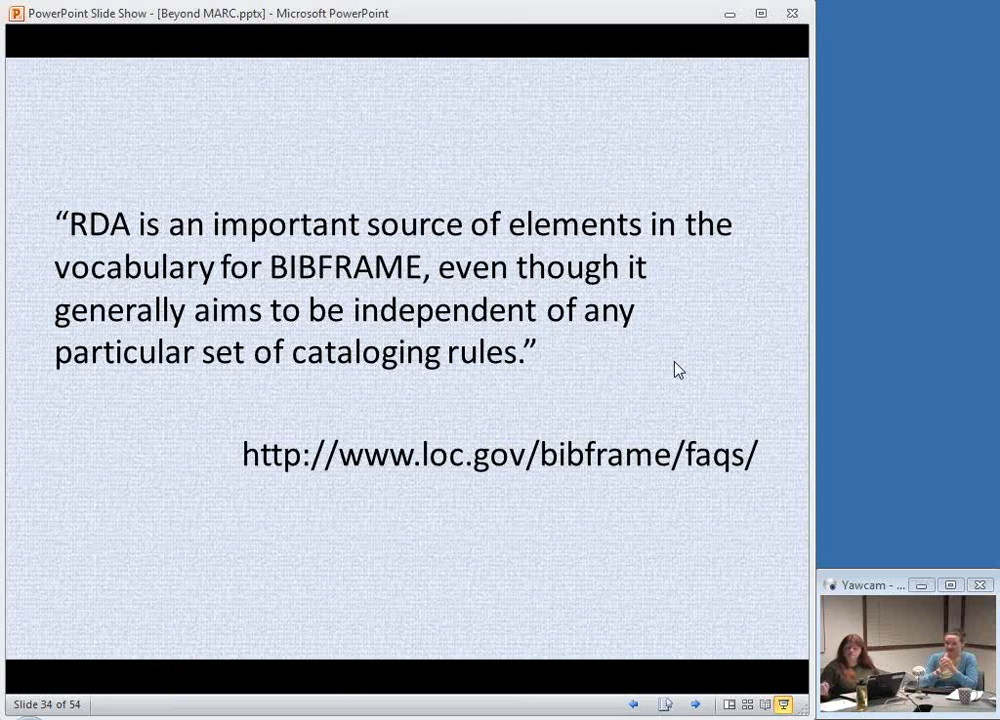 PowerPoint Slide Show - [Beyond MARC.pptx] - Microsoft PowerPoint
“RDA is an important source of elements in the
vocabulary for BIBFRAME, even though it
generally aims to be independent of any
particular set of cataloging rules.”
http://www.loc.gov/bibframe/faqs/
Yawcam - ...
Slide 34 of 54